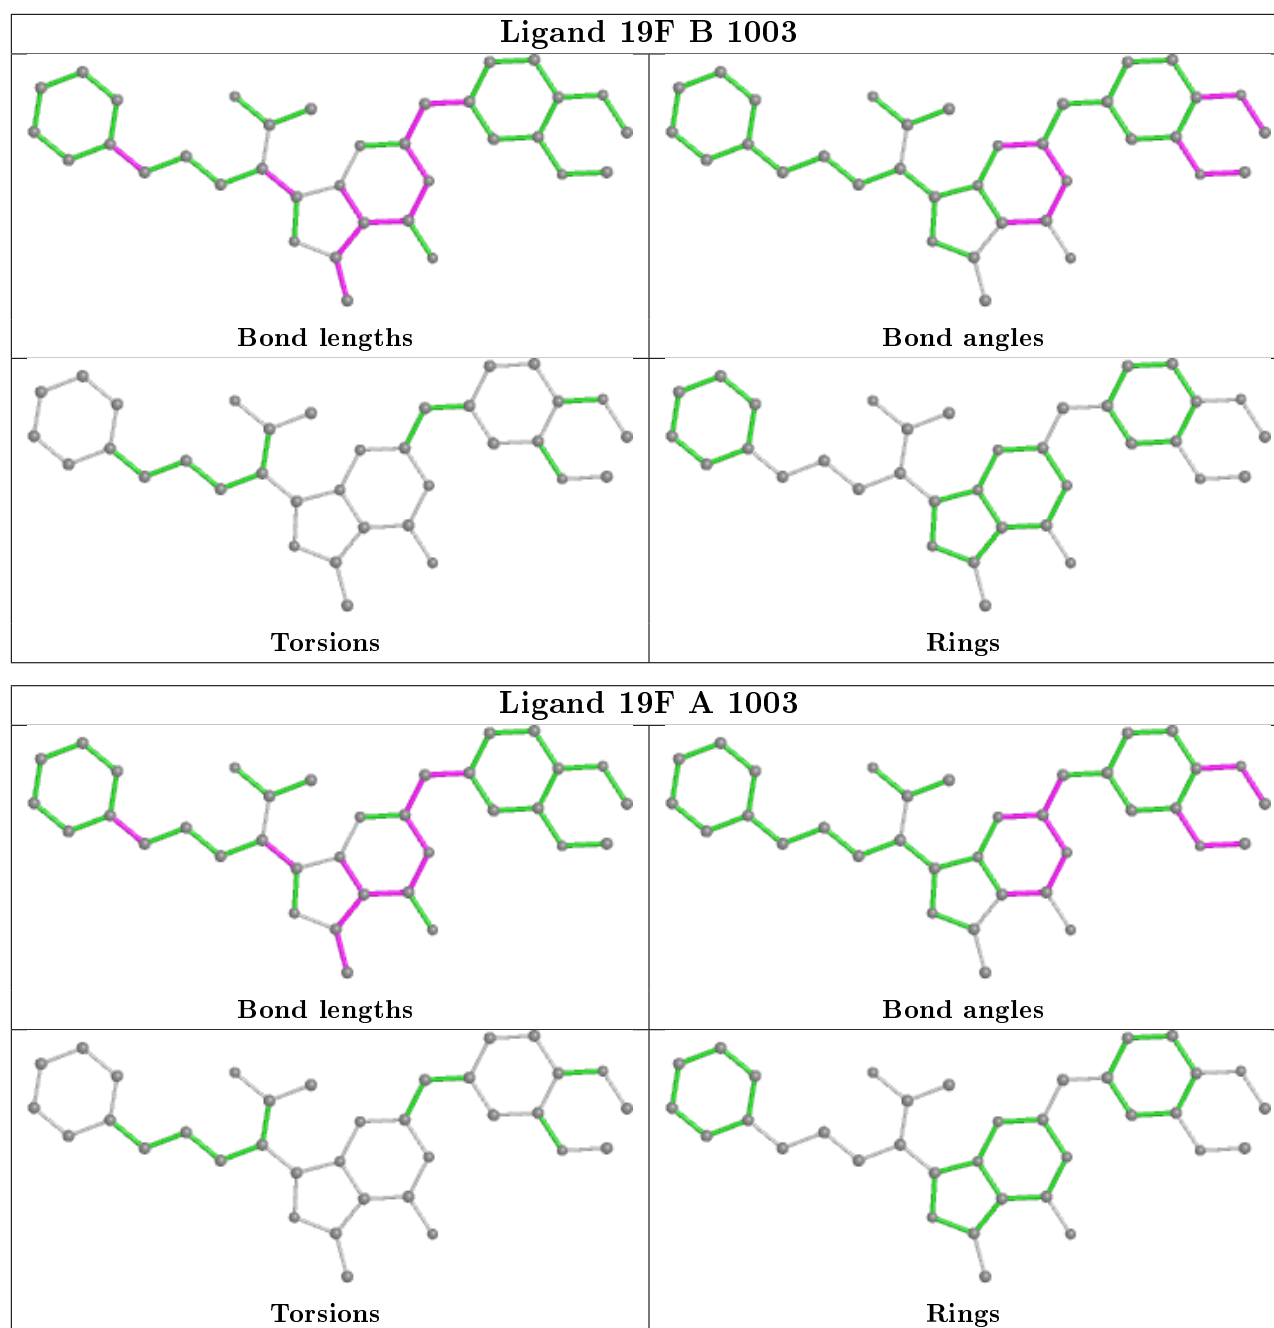 Ligand 19F B 1003
Bond lengths
Bond angles
Torsions
Rings
Ligand 19F A 1003
Bond lengths
Bond angles
Torsions
Rings